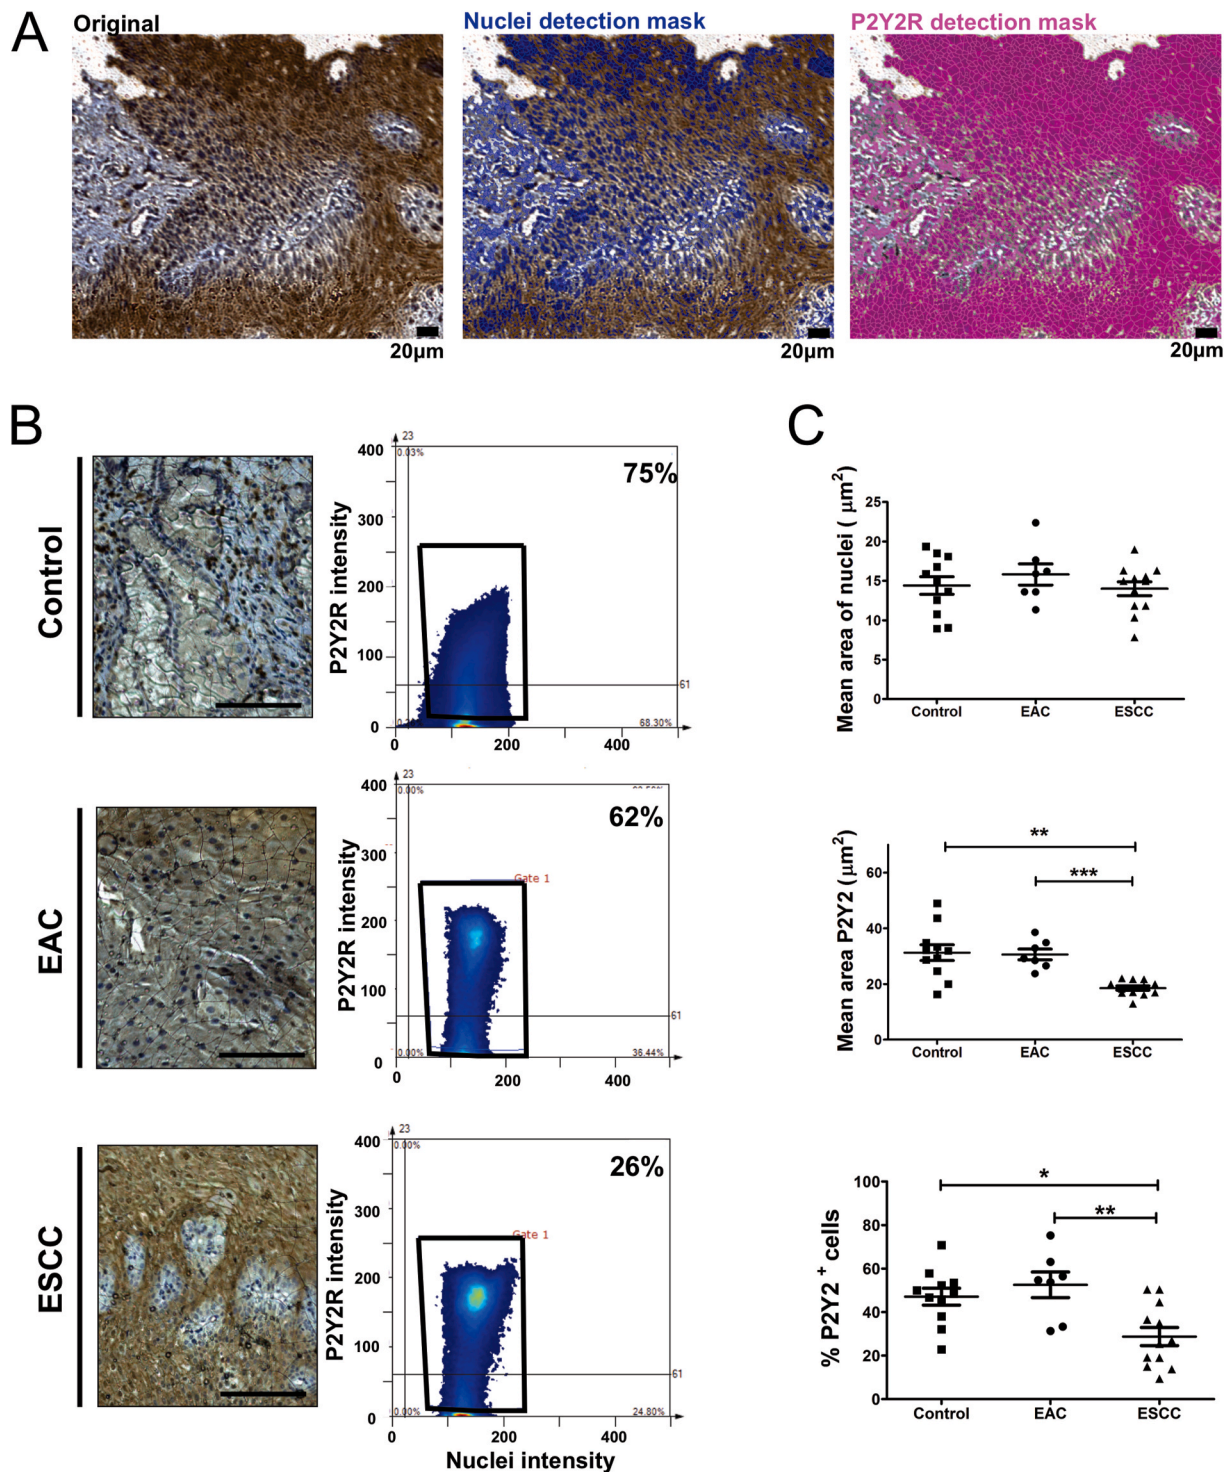 A
Original
Nuclei detection mask
P2Y2R detection mask
20µm
20µm
20µm
B
Control
P2Y2R intensity
23
0.03%
75%
400
300
200
100
0
61
68.30%
0
200
400
EAC
P2Y2R intensity
23
0.00%
62%
Gate 1
400
300
200
100
0
61
0.00%
36.44%
0
200
400
ESCC
P2Y2R intensity
23
0.00%
26%
Gate 1
400
300
200
100
0
61
0.00%
24.80%
0
200
400
Nuclei intensity
C
Mean area of nuclei ( µm²)
25
20
15
10
5
0
Control
EAC
ESCC
Mean area P2Y2 (µm²)
**
***
60
40
20
0
Control
EAC
ESCC
% P2Y2 ⁺ cells
*
**
100
80
60
40
20
0
Control
EAC
ESCC